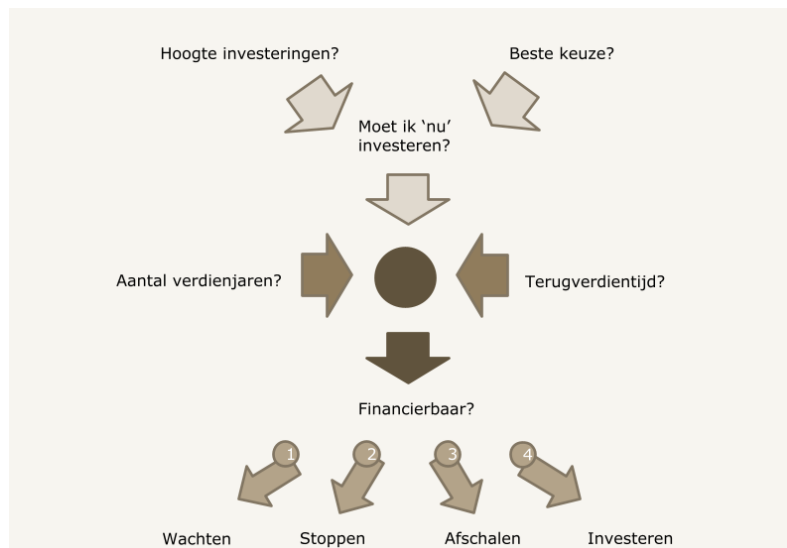 Hoogte investeringen?
Beste keuze?
Moet ik ‘nu’
investeren?
Aantal verdienjaren?
Terugverdientijd?
Financierbaar?
1
2
3
4
Wachten
Stoppen
Afschalen
Investeren